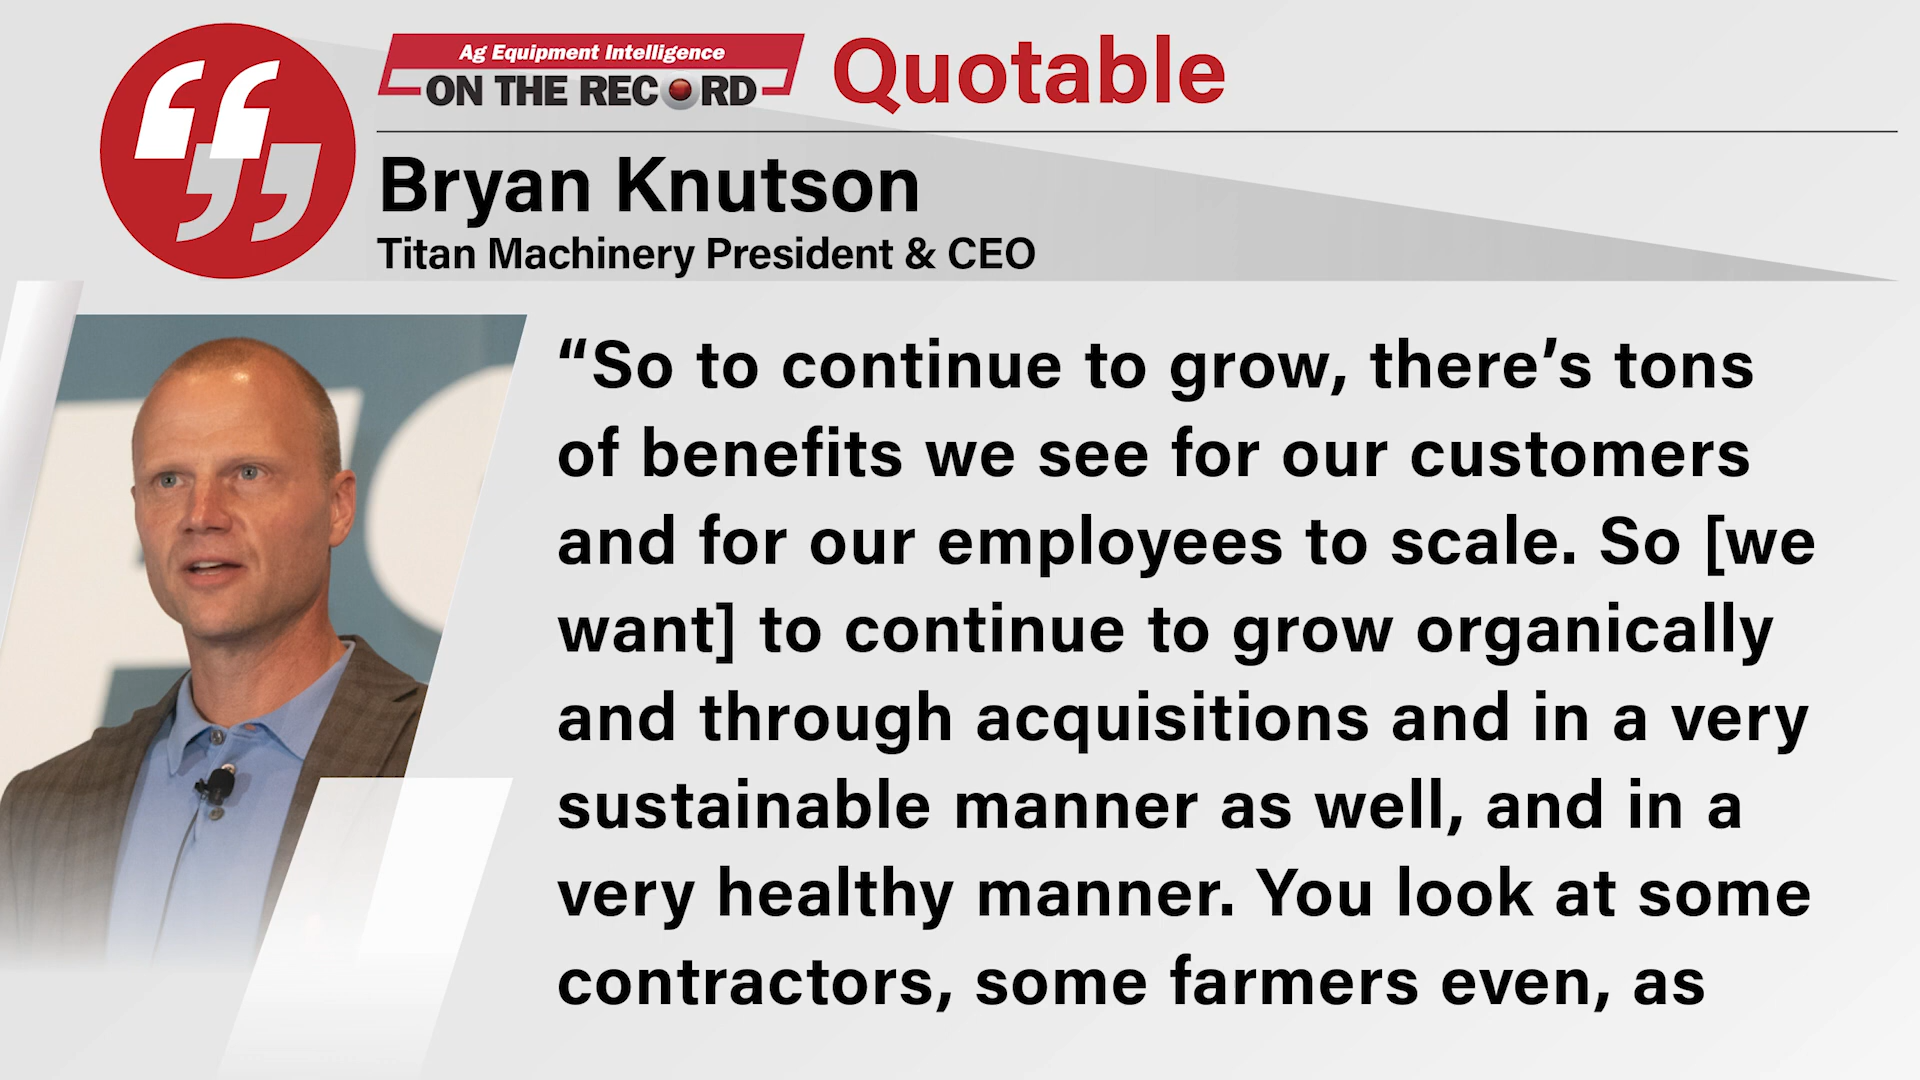 Ag Equipment Intelligence
ON THE RECORD
Quotable
Bryan Knutson
Titan Machinery President & CEO
“So to continue to grow, there’s tons
of benefits we see for our customers
and for our employees to scale. So [we
want] to continue to grow organically
and through acquisitions and in a very
sustainable manner as well, and in a
very healthy manner. You look at some
contractors, some farmers even, as